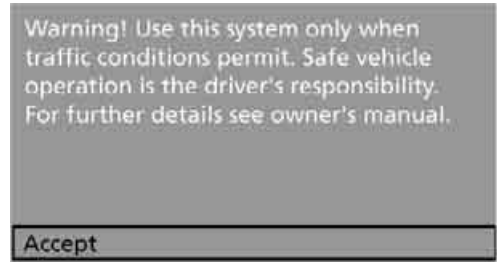 Warning! Use this system only when
traffic conditions permit. Safe vehicle
operation is the driver's responsibility.
For further details see owner's manual.
Accept